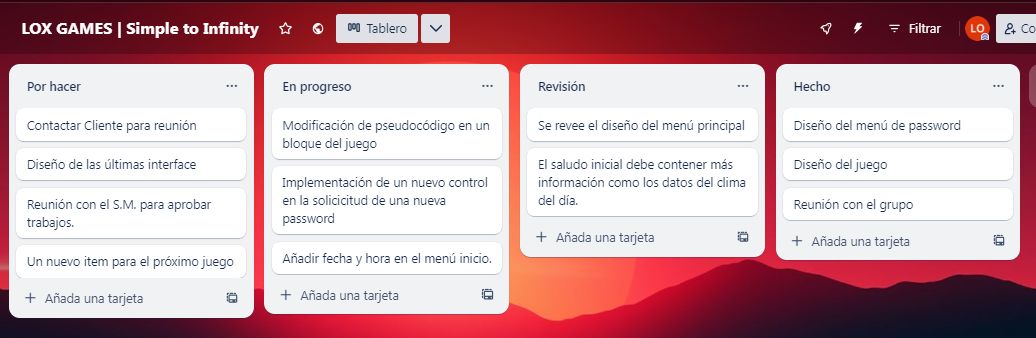 LOX GAMES | Simple to Infinity
Tablero
Filtrar
LO
Co
Por hacer
Contactar Cliente para reunión
Diseño de las últimas interface
Reunión con el S.M. para aprobar
trabajos.
Un nuevo item para el próximo juego
+ Añada una tarjeta
En progreso
Modificación de pseudocódigo en un
bloque del juego
Implementación de un nuevo control
en la solicicitud de una nueva
password
Añadir fecha y hora en el menú inicio.
+ Añada una tarjeta
Revisión
Se revee el diseño del menú principal
El saludo inicial debe contener más
información como los datos del clima
del día.
+ Añada una tarjeta
Hecho
Diseño del menú de password
Diseño del juego
Reunión con el grupo
+ Añada una tarjeta